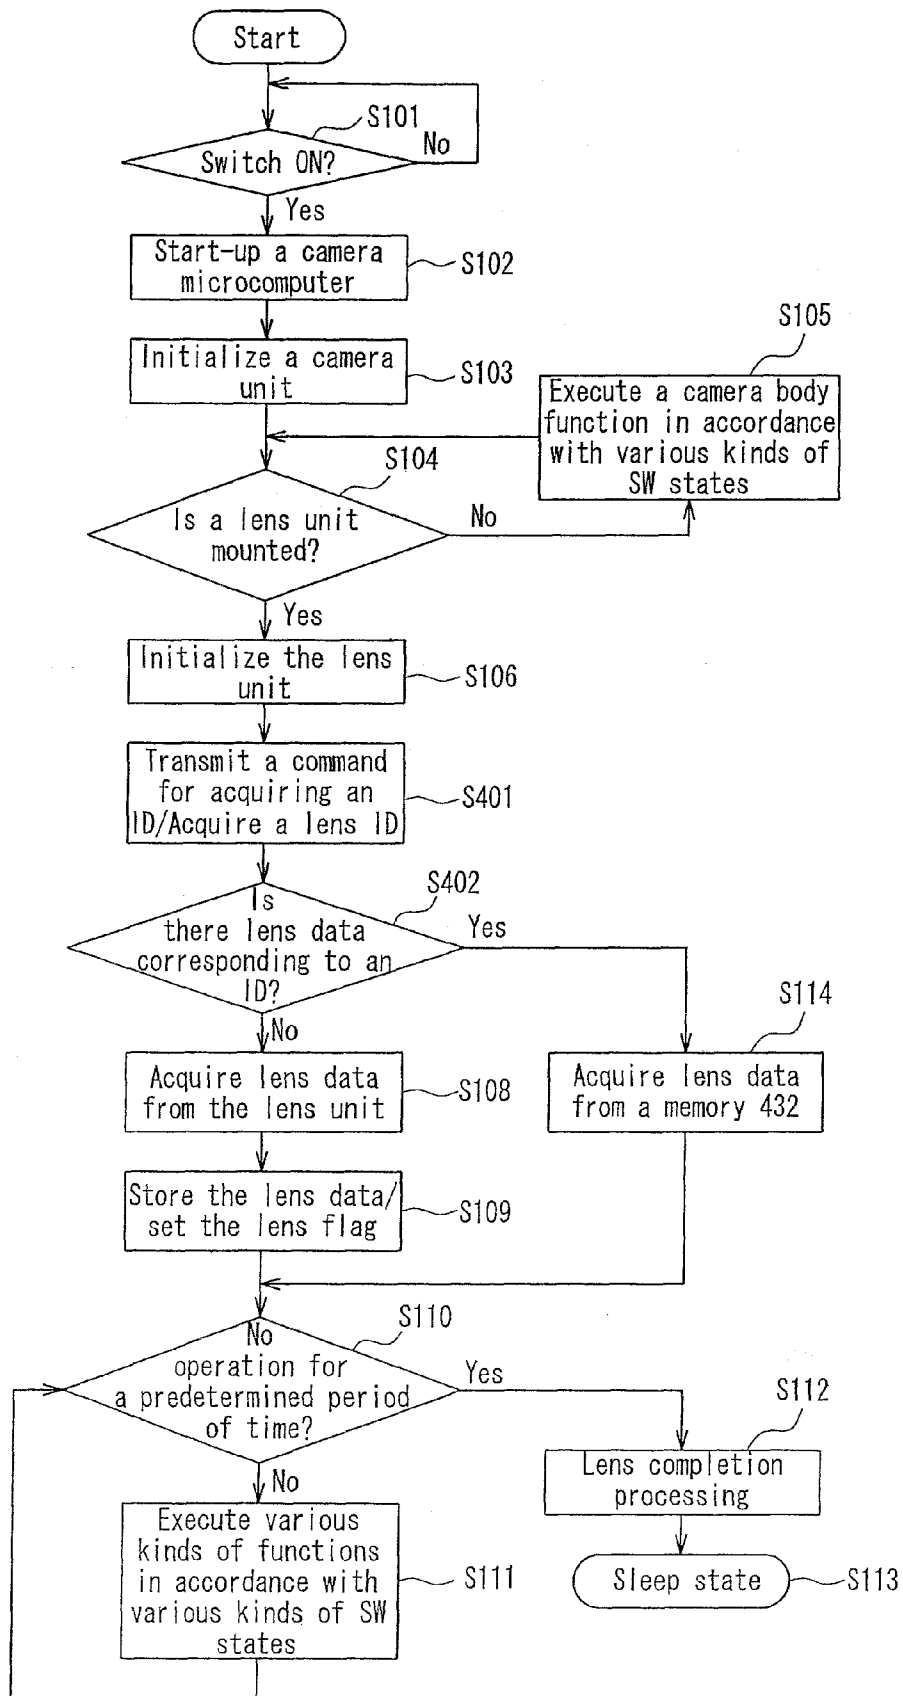 Start
S101
No
Switch ON?
Yes
Start-up a camera
microcomputer
S102
Initialize a camera
unit
S103
S105
Execute a camera body
function in accordance
with various kinds of
SW states
S104
Is a lens unit
mounted?
No
Yes
Initialize the lens
unit
S106
Transmit a command
for acquiring an
ID/Acquire a lens ID
S401
S402
Is
there lens data
corresponding to an
ID?
Yes
No
S114
Acquire lens data
from the lens unit
S108
Acquire lens data
from a memory 432
Store the lens data/
set the lens flag
S109
S110
No
operation for
a predetermined period
of time?
Yes
No
S112
Lens completion
processing
Execute various
kinds of functions
in accordance with
various kinds of SW
states
S111
Sleep state
S113